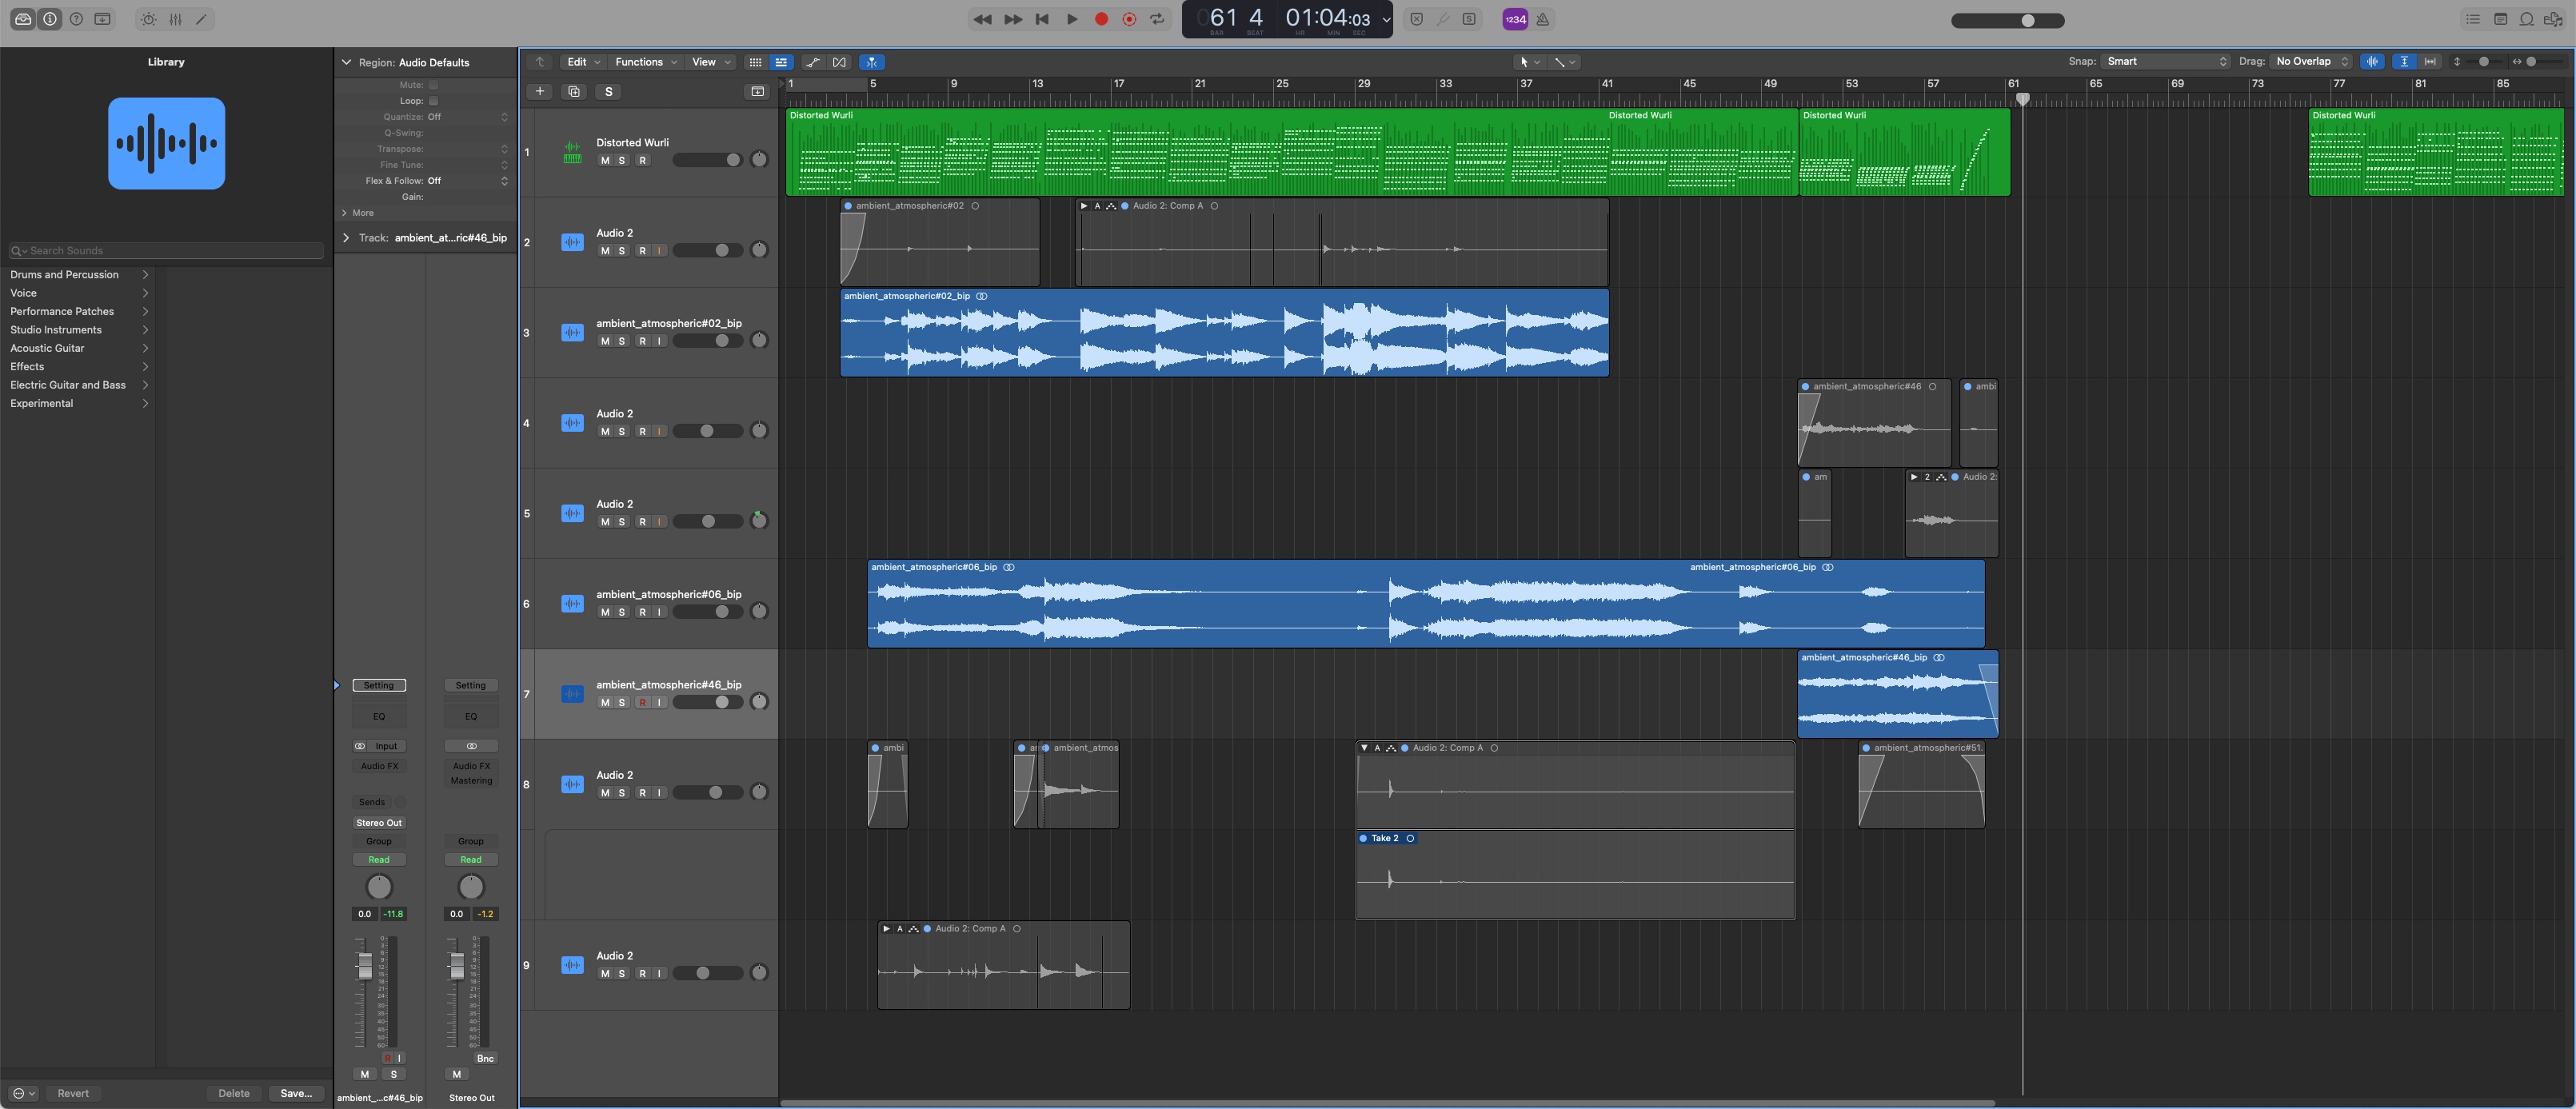 061 4 01:04:03
BAR BEAT HR MIN SEC
1234
Library
Region: Audio Defaults
Mute:
Loop:
Quantize: Off
Q-Swing:
Transpose:
Fine Tune:
Flex & Follow: Off
Gain:
More
Track: ambient_at...ric#46_bip
Search Sounds
Drums and Percussion
Voice
Performance Patches
Studio Instruments
Acoustic Guitar
Effects
Electric Guitar and Bass
Experimental
Revert Delete Save...
Setting Setting
EQ EQ
Input
Audio FX Audio FX
Mastering
Sends
Stereo Out
Group Group
Read Read
0.0 -11.8 0.0 -1.2
R I Bnc
M S M
ambient_...c#46_bip Stereo Out
Edit Functions View
Snap: Smart Drag: No Overlap
S
1 5 9 13 17 21 25 29 33 37 41 45 49 53 57 61 65 69 73 77 81 85
1 Distorted Wurli
M S R
Distorted Wurli Distorted Wurli Distorted Wurli Distorted Wurli
2 Audio 2
M S R I
ambient_atmospheric#02 A Audio 2: Comp A
3 ambient_atmospheric#02_bip
M S R I
ambient_atmospheric#02_bip
4 Audio 2
M S R I
ambient_atmospheric#46 ambi
5 Audio 2
M S R I
am 2 Audio 2:
6 ambient_atmospheric#06_bip
M S R I
ambient_atmospheric#06_bip ambient_atmospheric#06_bip
7 ambient_atmospheric#46_bip
M S R I
ambient_atmospheric#46_bip
8 Audio 2
M S R I
ambi ambient_atmos A Audio 2: Comp A ambient_atmospheric#51.
Take 2
9 Audio 2
M S R I
A Audio 2: Comp A